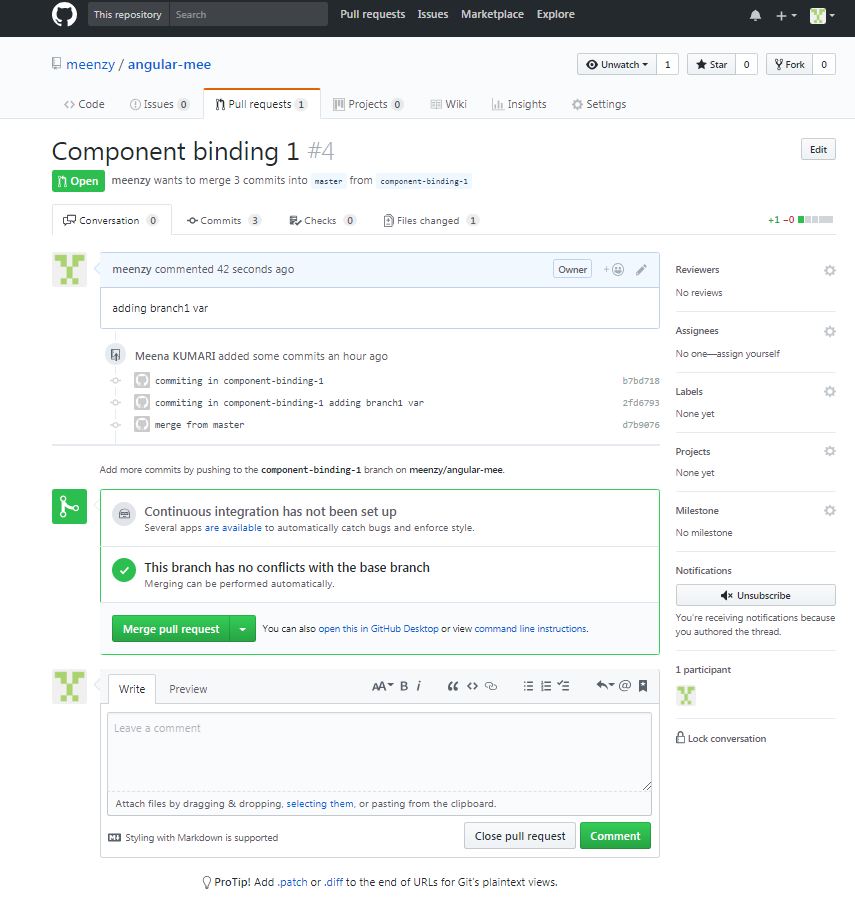 This repository Search Pull requests Issues Marketplace Explore
meenzy / angular-mee Unwatch 1 Star 0 Fork 0
Code Issues 0 Pull requests 1 Projects 0 Wiki Insights Settings
Component binding 1 #4 Edit
Open meenzy wants to merge 3 commits into master from component-binding-1
Conversation 0 Commits 3 Checks 0 Files changed 1 +1 −0
meenzy commented 42 seconds ago Owner
adding branch1 var
Meena KUMARI added some commits an hour ago
commiting in component-binding-1 b7bd718
commiting in component-binding-1 adding branch1 var 2fd6793
merge from master d7b9076
Add more commits by pushing to the component-binding-1 branch on meenzy/angular-mee.
Continuous integration has not been set up
Several apps are available to automatically catch bugs and enforce style.
This branch has no conflicts with the base branch
Merging can be performed automatically.
Merge pull request You can also open this in GitHub Desktop or view command line instructions.
Write Preview AA B i
Leave a comment
Attach files by dragging & dropping, selecting them, or pasting from the clipboard.
Styling with Markdown is supported Close pull request Comment
ProTip! Add .patch or .diff to the end of URLs for Git's plaintext views.
Reviewers
No reviews
Assignees
No one—assign yourself
Labels
None yet
Projects
None yet
Milestone
No milestone
Notifications
Unsubscribe
You're receiving notifications because
you authored the thread.
1 participant
Lock conversation